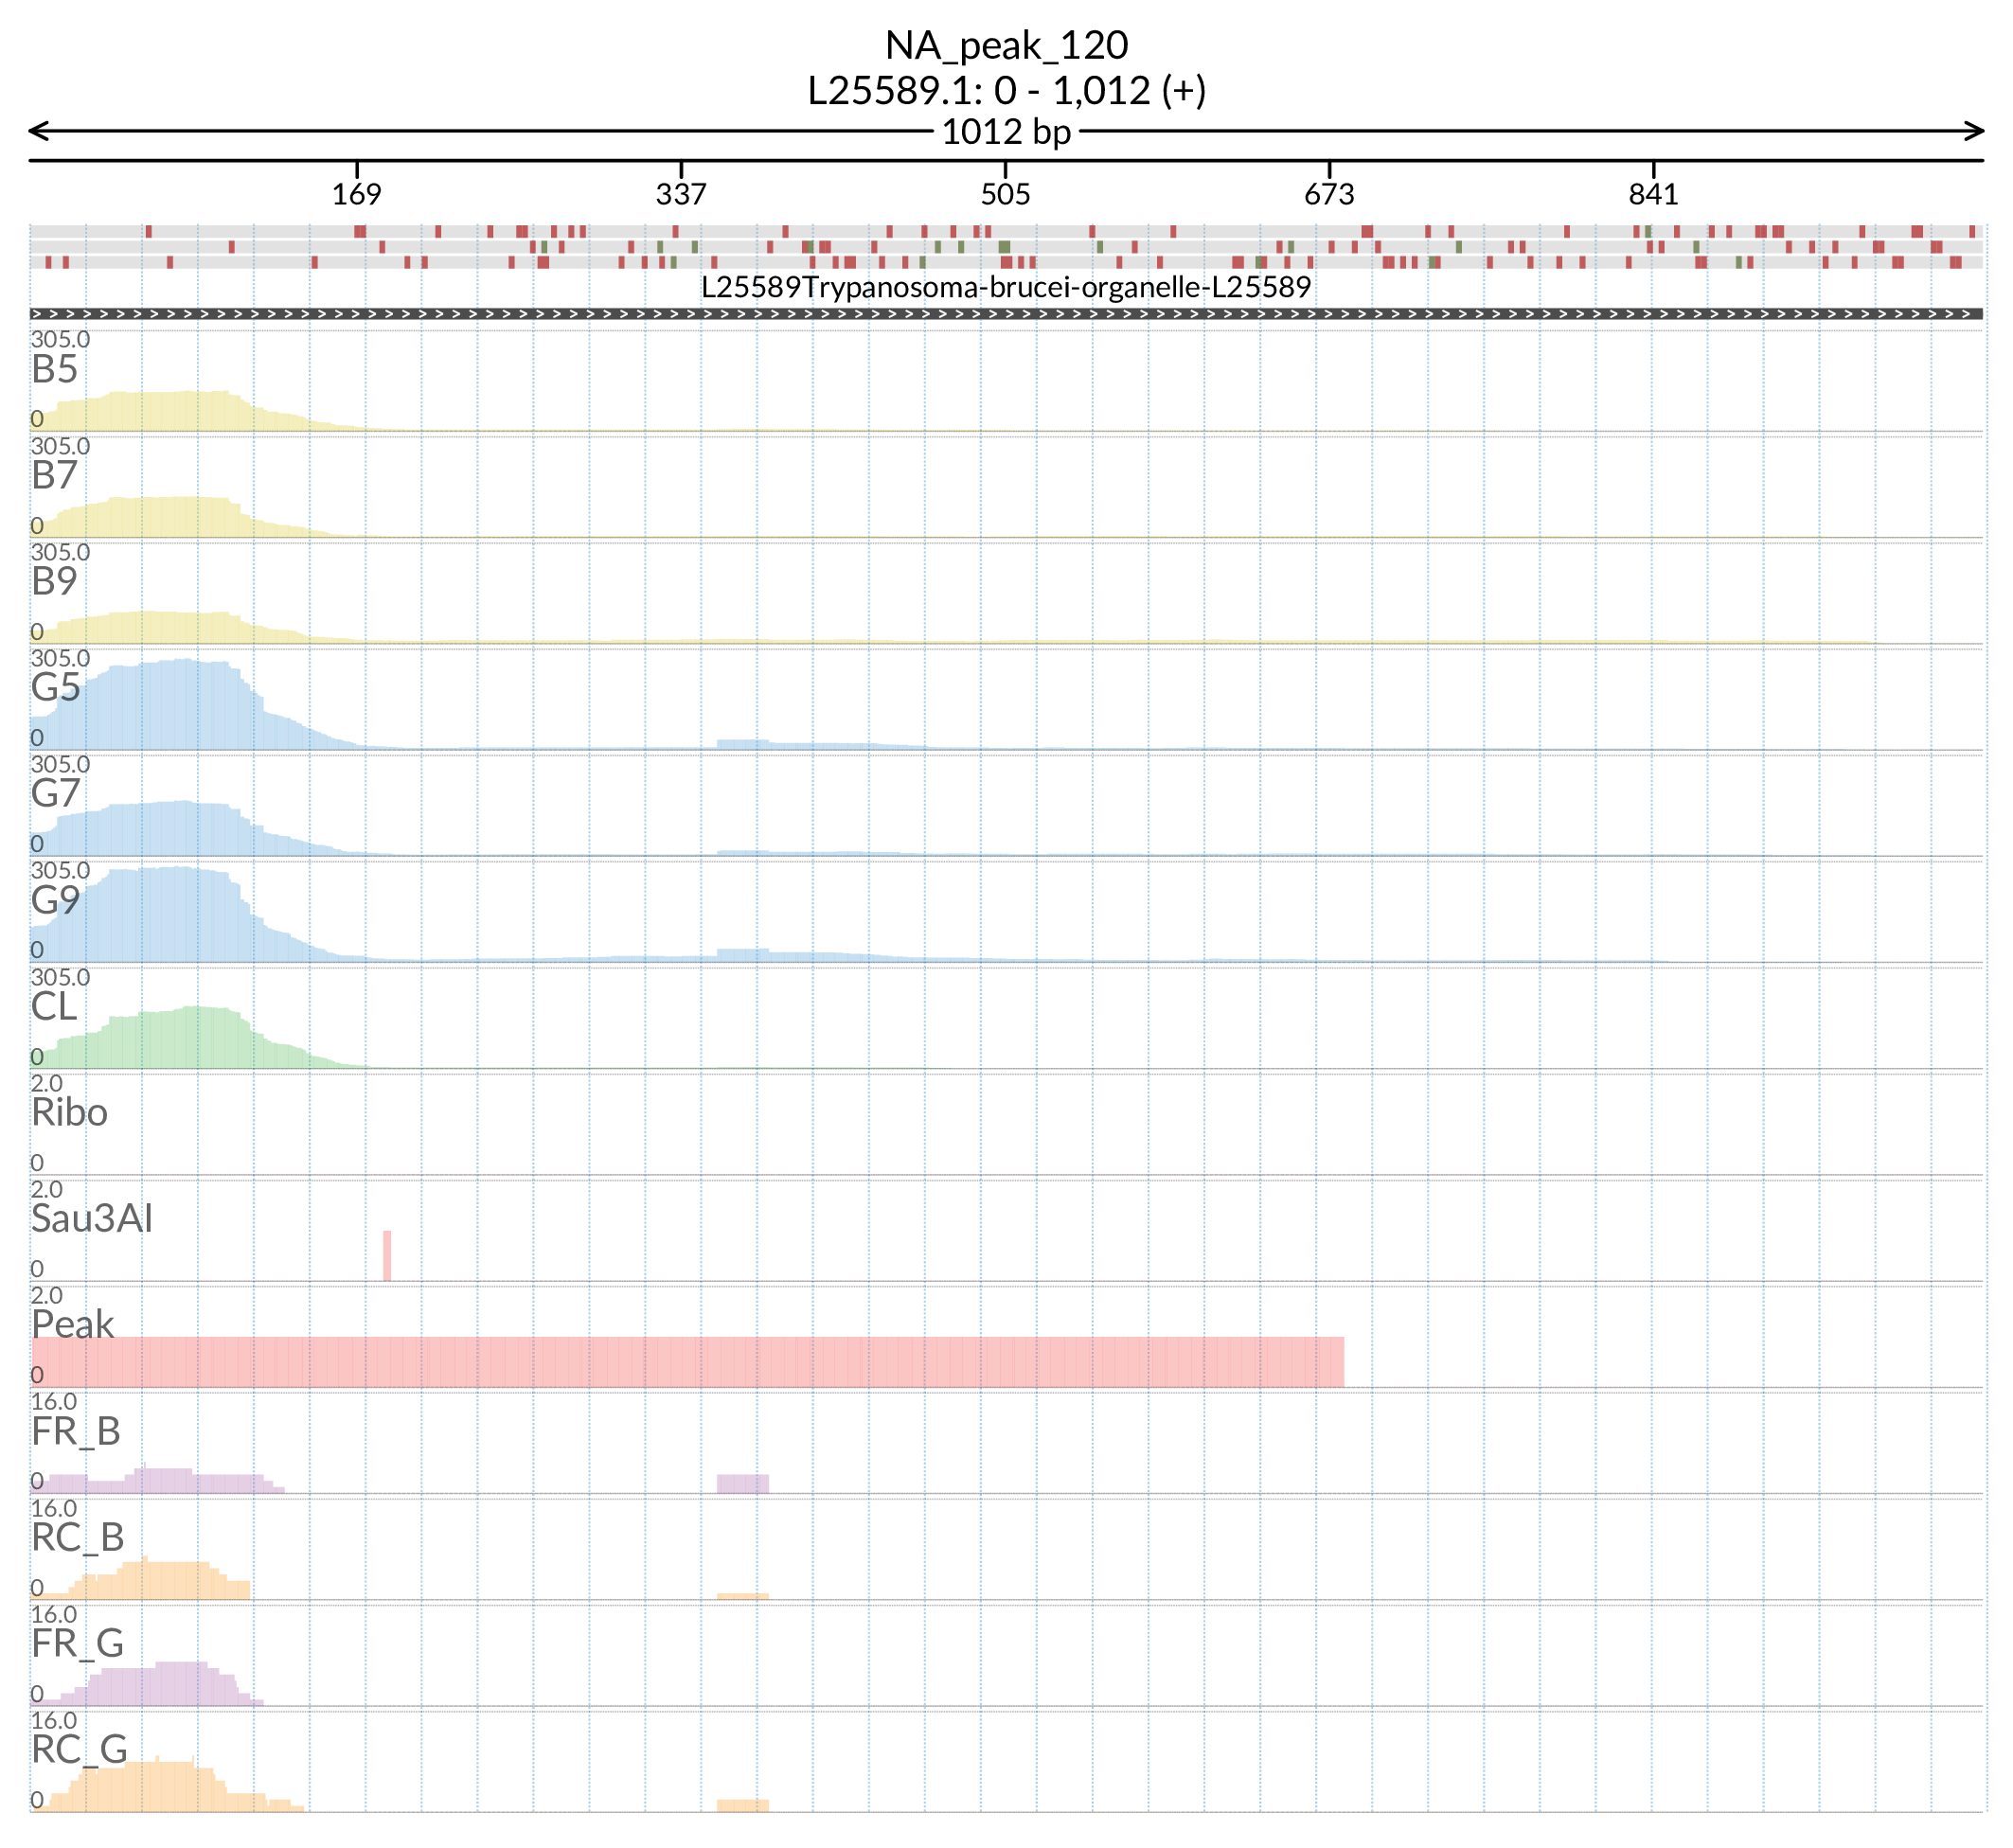 NA_peak_120
L25589.1: 0 - 1,012 (+)
1012 bp
169 337 505 673 841
L25589Trypanosoma-brucei-organelle-L25589
305.0
B5
0
305.0
B7
0
305.0
B9
0
305.0
G5
0
305.0
G7
0
305.0
G9
0
305.0
CL
0
2.0
Ribo
0
2.0
Sau3AI
0
2.0
Peak
0
16.0
FR_B
0
16.0
RC_B
0
16.0
FR_G
0
16.0
RC_G
0